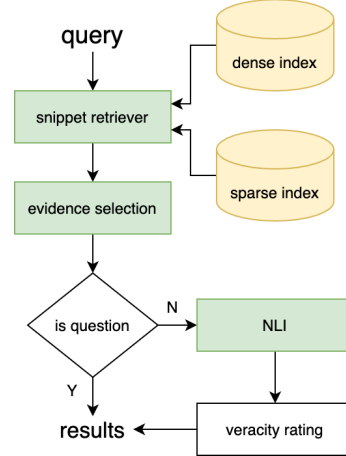 query
dense index
snippet retriever
sparse index
evidence selection
is question
N
NLI
Y
results
veracity rating